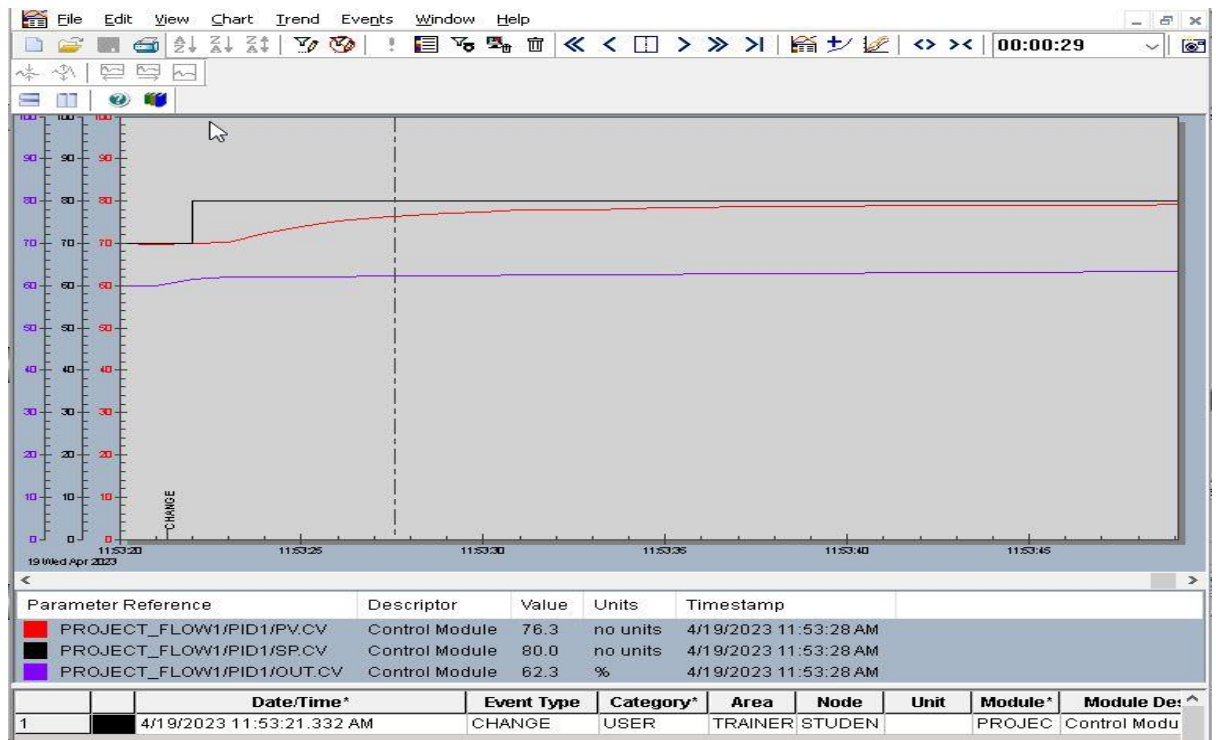 File Edit View Chart Trend Events Window Help
00:00:29
100 100 100
90 90 90
80 80 80
70 70 70
60 60 60
50 50 50
40 40 40
30 30 30
20 20 20
10 10 10
CHANGE
0 0 0
11:53:20 11:53:25 11:53:30 11:53:35 11:53:40 11:53:45
19 Wed Apr 2023
Parameter Reference Descriptor Value Units Timestamp
PROJECT_FLOW1/PID1/PV.CV Control Module 76.3 no units 4/19/2023 11:53:28 AM
PROJECT_FLOW1/PID1/SP.CV Control Module 80.0 no units 4/19/2023 11:53:28 AM
PROJECT_FLOW1/PID1/OUT.CV Control Module 62.3 % 4/19/2023 11:53:28 AM
Date/Time* Event Type Category* Area Node Unit Module* Module De
1 4/19/2023 11:53:21.332 AM CHANGE USER TRAINER STUDEN PROJEC Control Modu